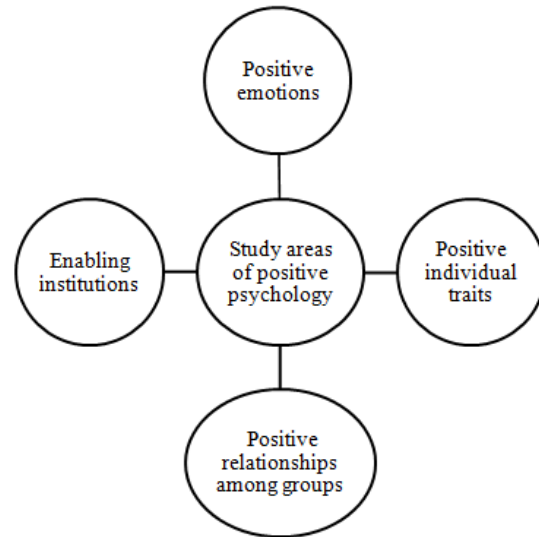 Positive
emotions
Enabling
institutions
Study areas
of positive
psychology
Positive
individual
traits
Positive
relationships
among groups